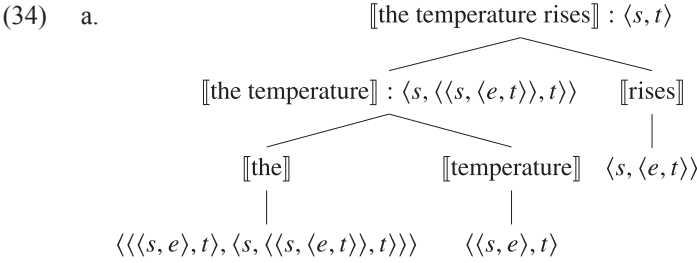 (34) a. ⟦the temperature rises⟧ : ⟨s, t⟩
⟦the temperature⟧ : ⟨s, ⟨⟨s, ⟨e, t⟩⟩, t⟩⟩ ⟦rises⟧
⟦the⟧ ⟦temperature⟧ ⟨s, ⟨e, t⟩⟩
⟨⟨⟨s, e⟩, t⟩, ⟨s, ⟨⟨s, ⟨e, t⟩⟩, t⟩⟩⟩ ⟨⟨s, e⟩, t⟩